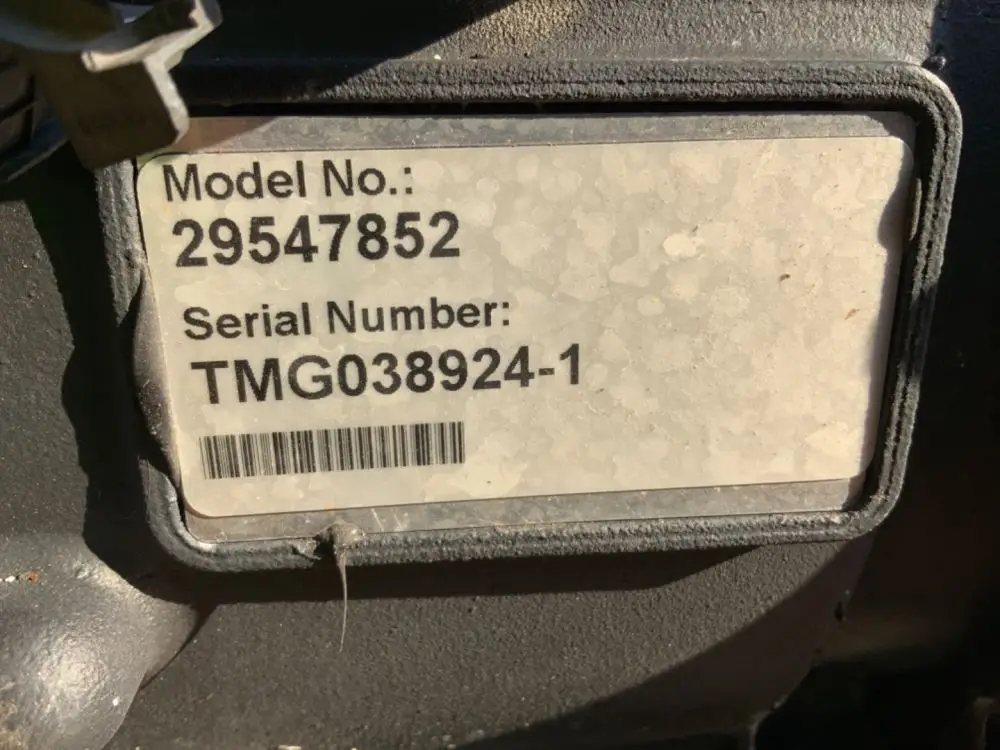 Model No.:
29547852
Serial Number:
TMG038924-1